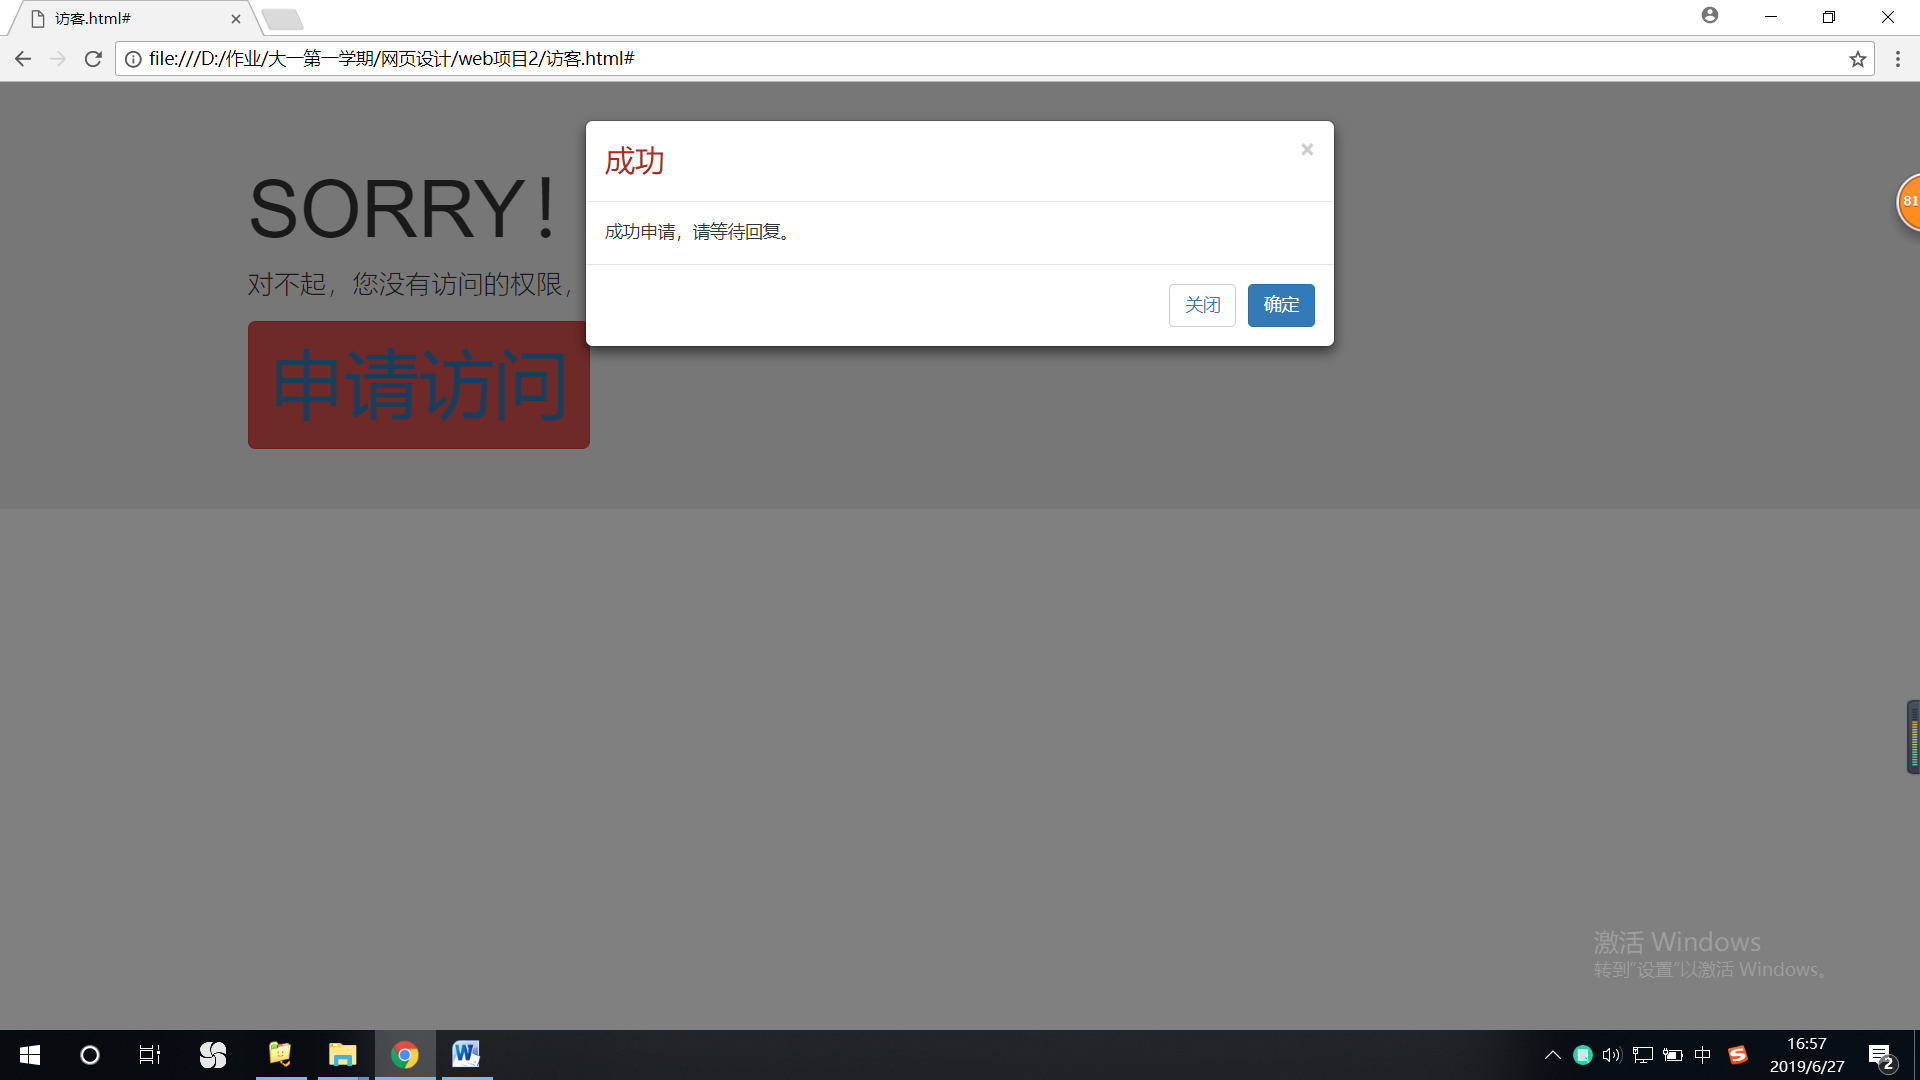 访客.html#
file:///D:/作业/大一第一学期/网页设计/web项目2/访客.html#
成功
×
成功申请，请等待回复。
关闭
确定
SORRY！
对不起，您没有访问的权限，
申请访问
81
激活 Windows
转到"设置"以激活 Windows。
中
16:57
2019/6/27
2